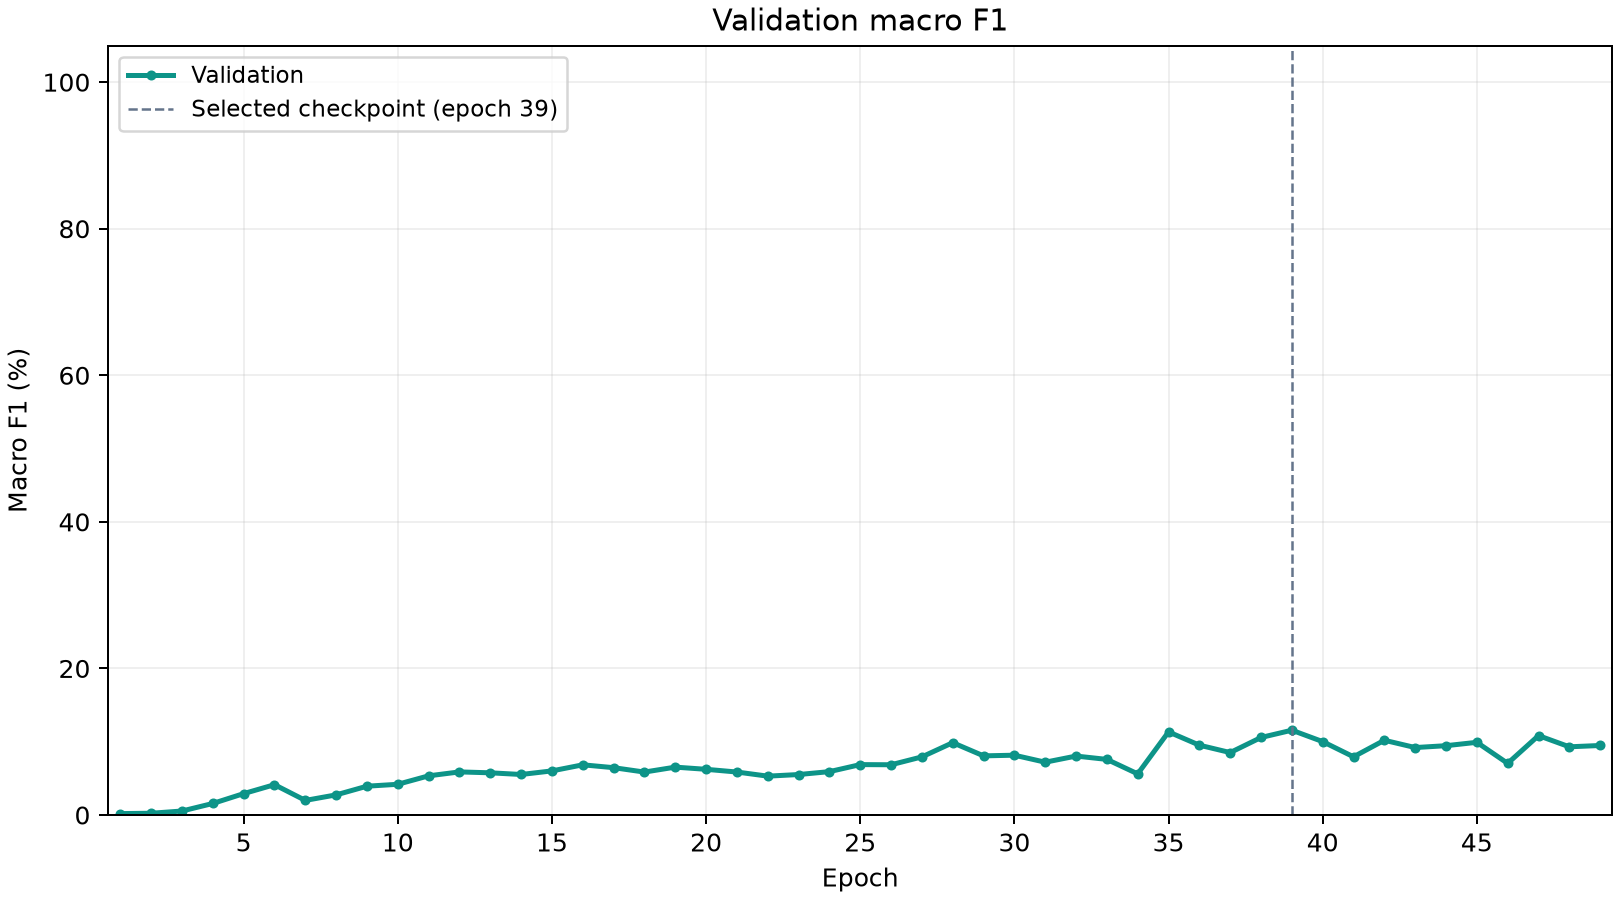 Validation macro F1
Validation
Selected checkpoint (epoch 39)
Macro F1 (%)
100
80
60
40
20
0
5 10 15 20 25 30 35 40 45
Epoch